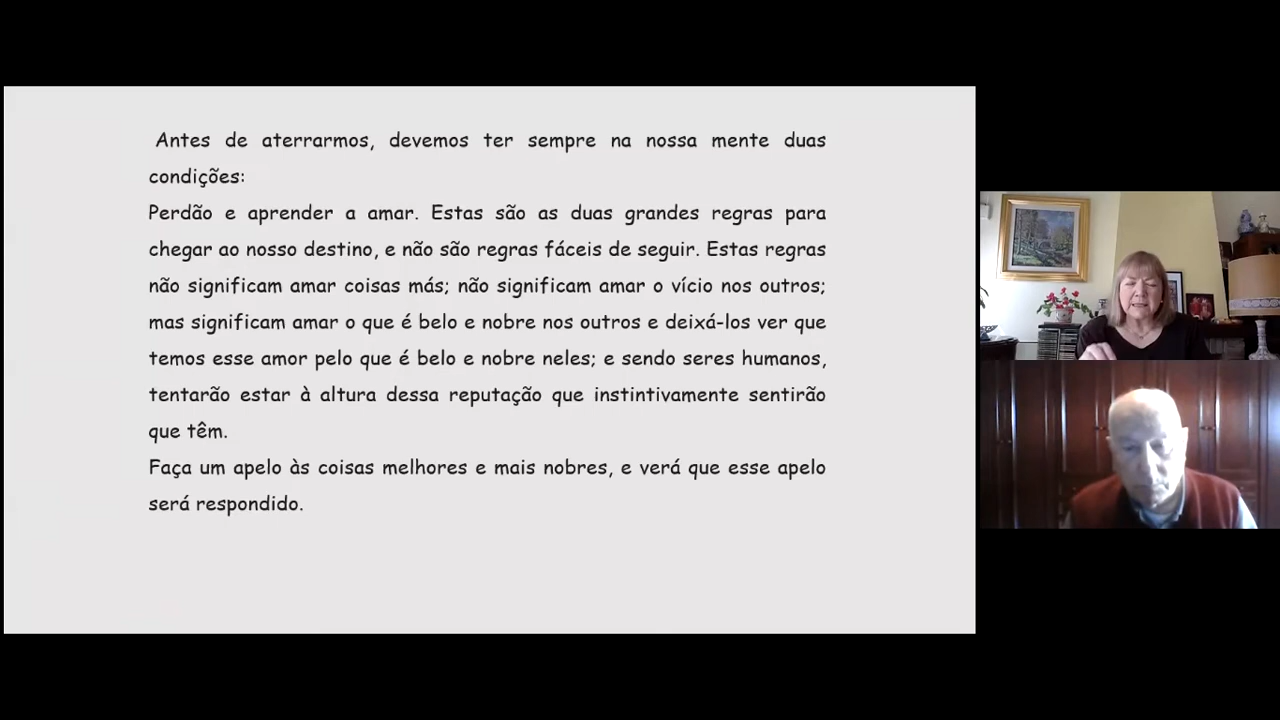 Antes de aterrarmos, devemos ter sempre na nossa mente duas
condições:
Perdão e aprender a amar. Estas são as duas grandes regras para
chegar ao nosso destino, e não são regras fáceis de seguir. Estas regras
não significam amar coisas más; não significam amar o vício nos outros;
mas significam amar o que é belo e nobre nos outros e deixá-los ver que
temos esse amor pelo que é belo e nobre neles; e sendo seres humanos,
tentarão estar à altura dessa reputação que instintivamente sentirão
que têm.
Faça um apelo às coisas melhores e mais nobres, e verá que esse apelo
será respondido.